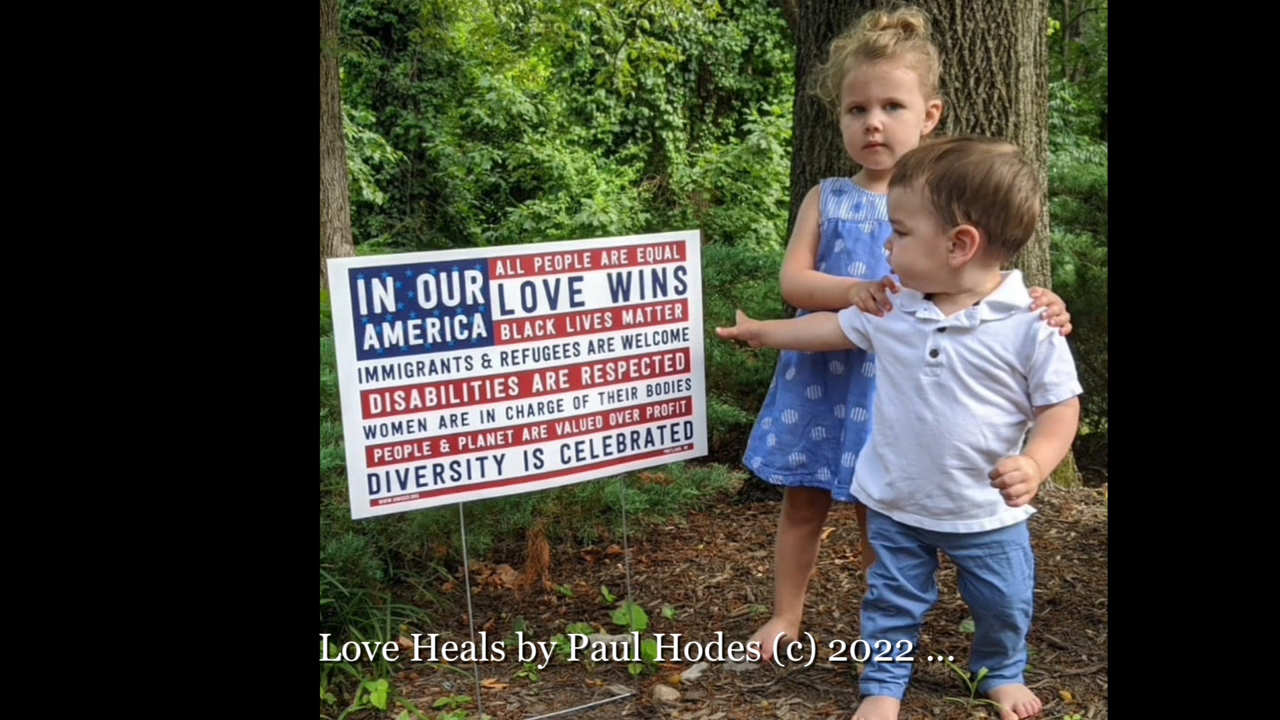 IN OUR
AMERICA
ALL PEOPLE ARE EQUAL
LOVE WINS
BLACK LIVES MATTER
IMMIGRANTS & REFUGEES ARE WELCOME
DISABILITIES ARE RESPECTED
WOMEN ARE IN CHARGE OF THEIR BODIES
PEOPLE & PLANET ARE VALUED OVER PROFIT
DIVERSITY IS CELEBRATED
Love Heals by Paul Hodes (c) 2022 ...